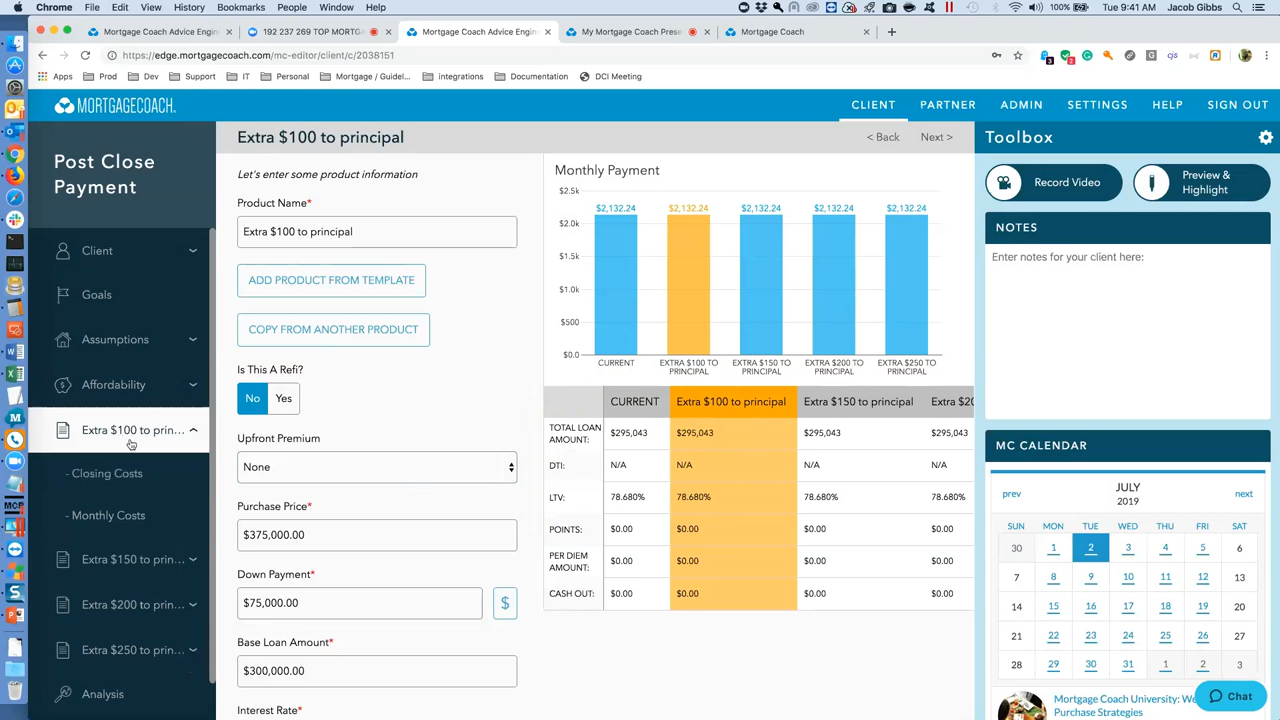 Chrome File Edit View History Bookmarks People Window Help
100% Tue 9:41 AM Jacob Gibbs
Mortgage Coach Advice Engin
192 237 269 TOP MORTG
Mortgage Coach Advice Engin
My Mortgage Coach Prese
Mortgage Coach
https://edge.mortgagecoach.com/mc-editor/client/c/2038151
Apps Prod Dev Support IT Personal Mortgage / Guidel... integrations Documentation DCI Meeting
MORTGAGECOACH
CLIENT PARTNER ADMIN SETTINGS HELP SIGN OUT
Post Close
Payment
Client
Goals
Assumptions
Affordability
Extra $100 to prin...
- Closing Costs
- Monthly Costs
Extra $150 to prin...
Extra $200 to prin...
Extra $250 to prin...
Analysis
Extra $100 to principal
< Back Next >
Let's enter some product information
Product Name*
Extra $100 to principal
ADD PRODUCT FROM TEMPLATE
COPY FROM ANOTHER PRODUCT
Is This A Refi?
No Yes
Upfront Premium
None
Purchase Price*
$375,000.00
Down Payment*
$75,000.00
$
Base Loan Amount*
$300,000.00
Interest Rate*
Monthly Payment
$2.5k
$2.0k
$1.5k
$1.0k
$500
$0.0
$2,132.24 $2,132.24 $2,132.24 $2,132.24 $2,132.24
CURRENT
EXTRA $100 TO
PRINCIPAL
EXTRA $150 TO
PRINCIPAL
EXTRA $200 TO
PRINCIPAL
EXTRA $250 TO
PRINCIPAL
CURRENT Extra $100 to principal Extra $150 to principal Extra $20
TOTAL LOAN
AMOUNT:
$295,043 $295,043 $295,043 $295,043
DTI: N/A N/A N/A N/A
LTV: 78.680% 78.680% 78.680% 78.680%
POINTS: $0.00 $0.00 $0.00 $0.00
PER DIEM
AMOUNT:
$0.00 $0.00 $0.00 $0.00
CASH OUT: $0.00 $0.00 $0.00 $0.00
Toolbox
Record Video
Preview &
Highlight
NOTES
Enter notes for your client here:
MC CALENDAR
prev JULY next
2019
SUN MON TUE WED THU FRI SAT
30 1 2 3 4 5 6
7 8 9 10 11 12 13
14 15 16 17 18 19 20
21 22 23 24 25 26 27
28 29 30 31 1 2 3
Mortgage Coach University: We
Purchase Strategies
Chat